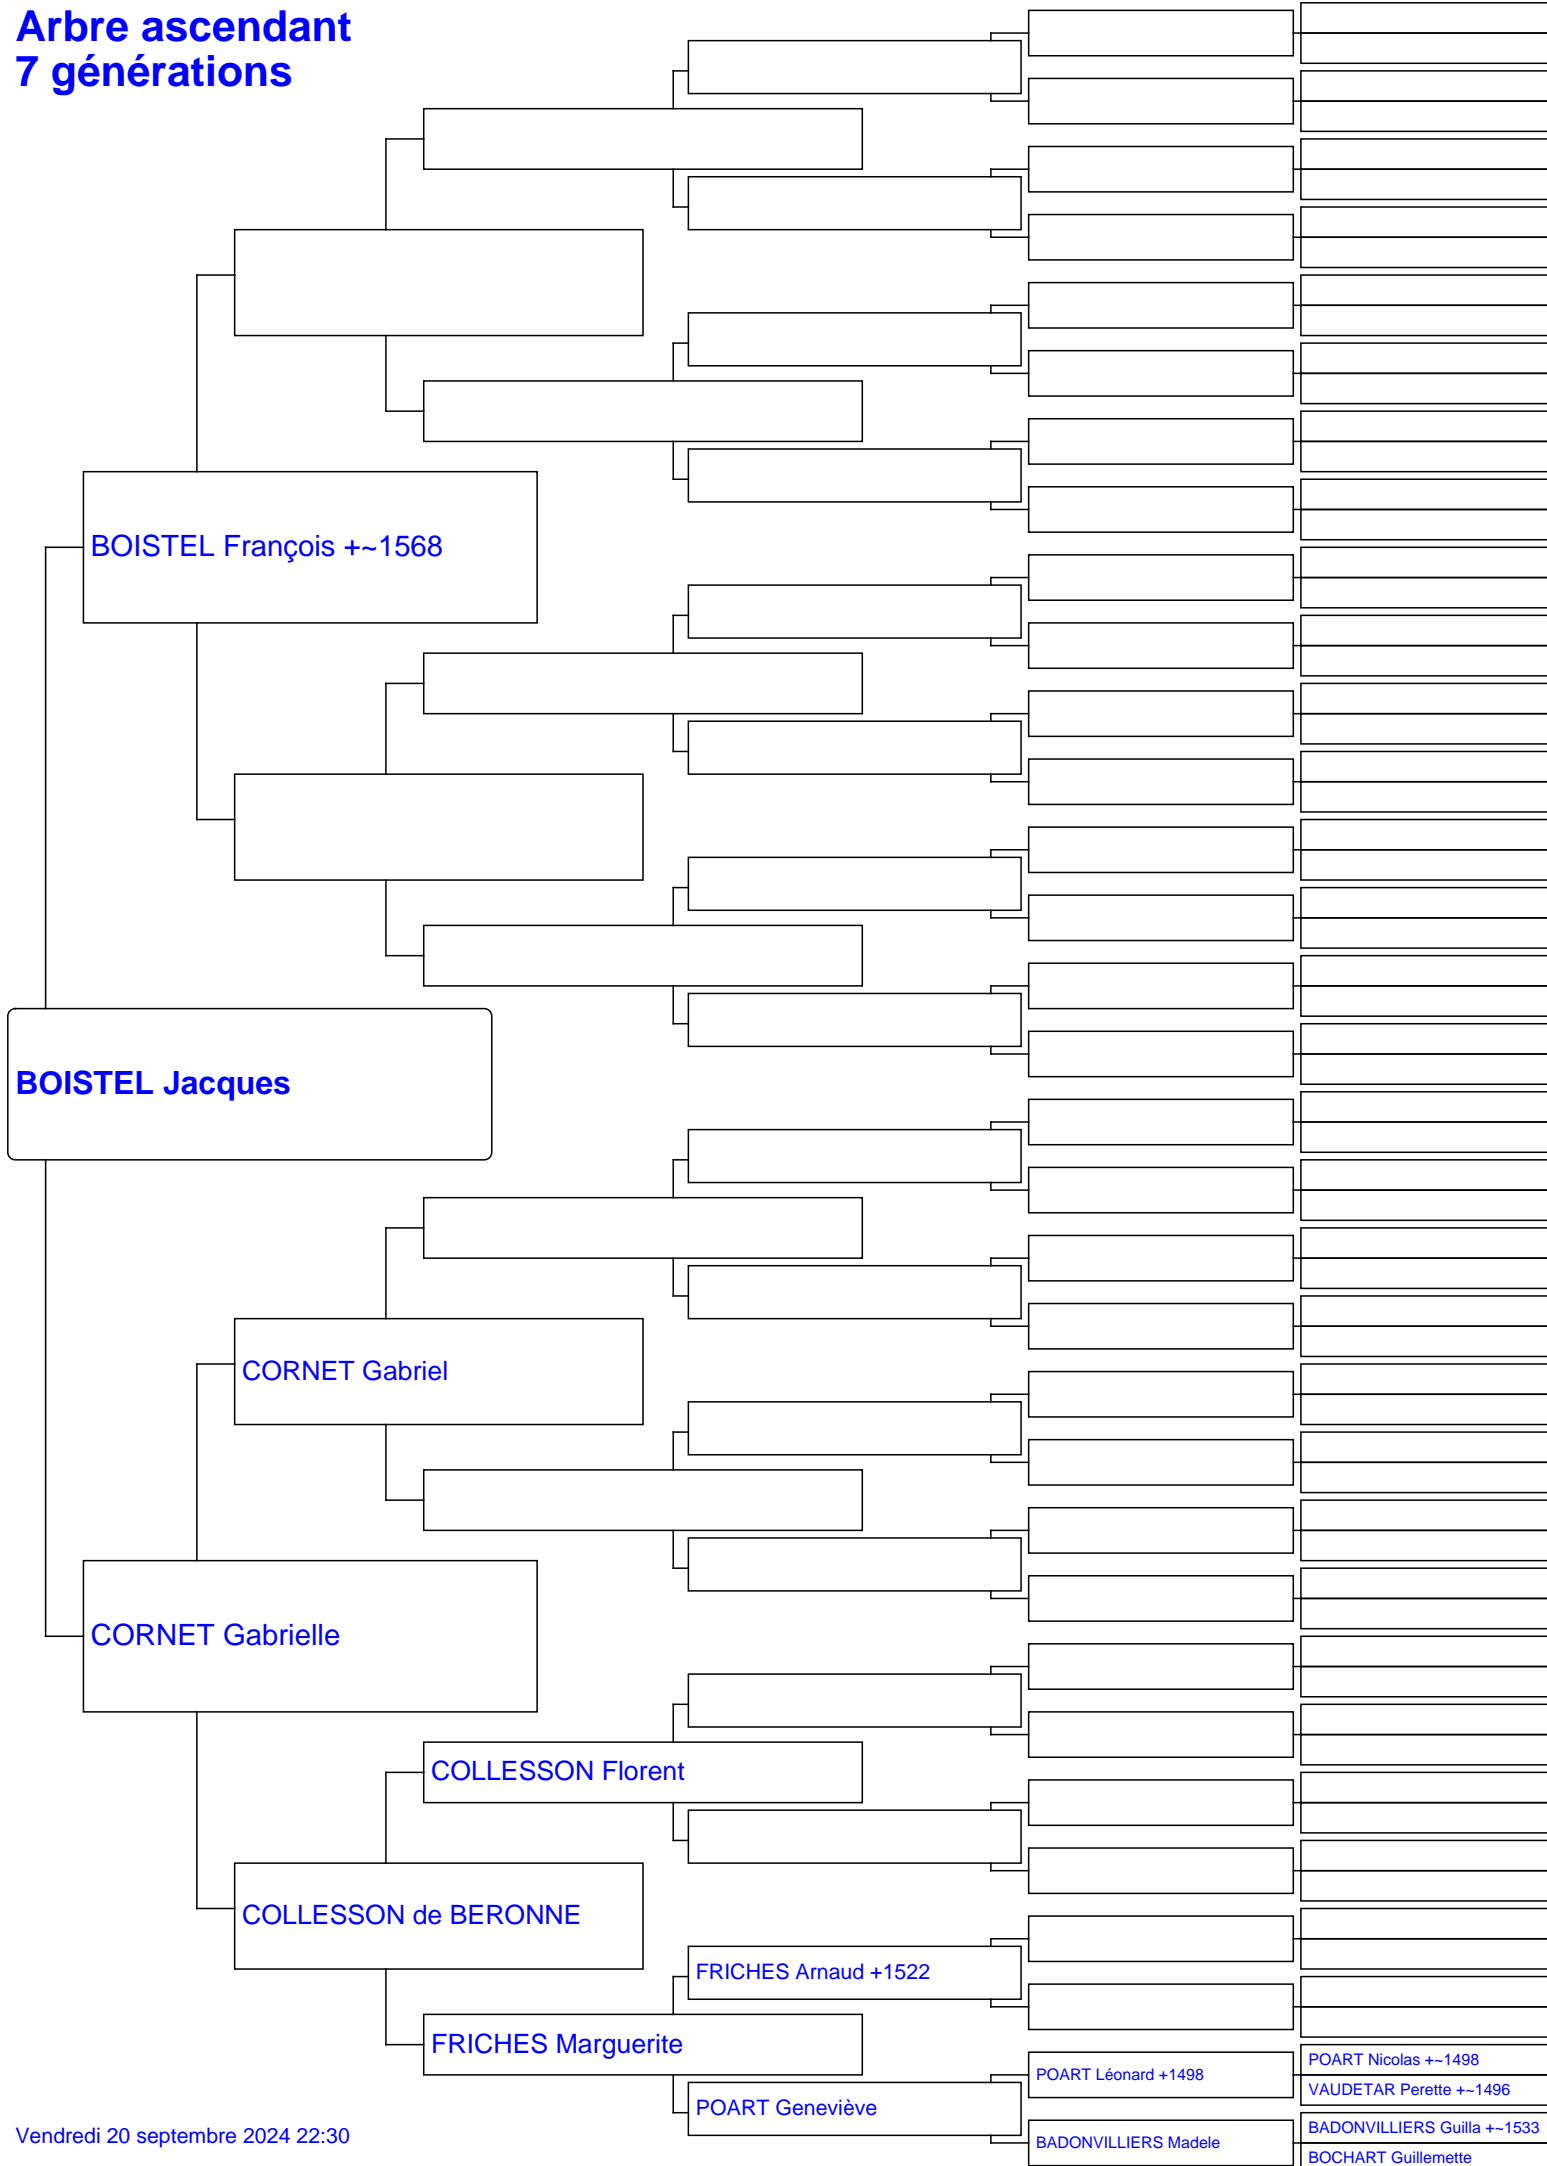 Arbre ascendant
7 générations
BOISTEL François +~1568
BOISTEL Jacques
CORNET Gabriel
CORNET Gabrielle
COLLESSON Florent
COLLESSON de BERONNE
FRICHES Arnaud +1522
FRICHES Marguerite
POART Léonard +1498
POART Nicolas +~1498
VAUDETAR Perette +~1496
POART Geneviève
BADONVILLIERS Madele
BADONVILLIERS Guilla +~1533
BOCHART Guillemette
Vendredi 20 septembre 2024 22:30